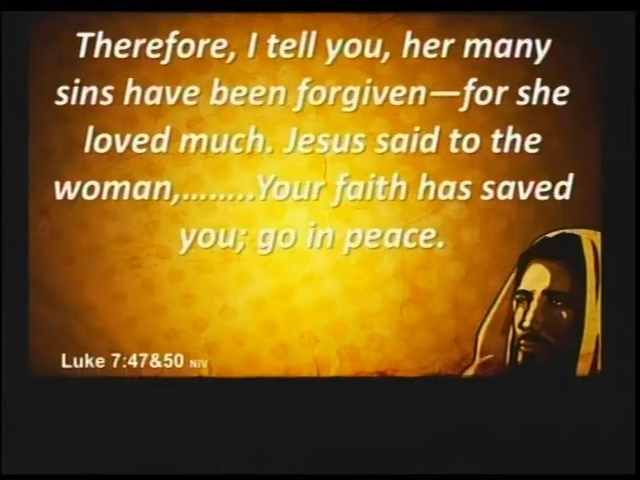 Therefore, I tell you, her many
sins have been forgiven—for she
loved much. Jesus said to the
woman,........Your faith has saved
you; go in peace.
Luke 7:47&50 NIV